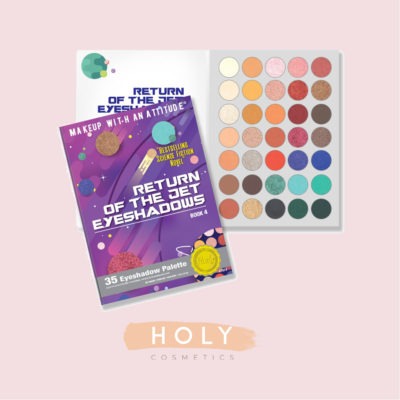 RETURN
OF THE JET
EYESHADOWS
MAKEUP WITH AN ATTITUDE
"BESTSELLING
SCIENCE FICTION
NOVEL"
RETURN
OF THE JET
EYESHADOWS
BOOK 4
35 Eyeshadow Palette
HOLY
COSMETICS